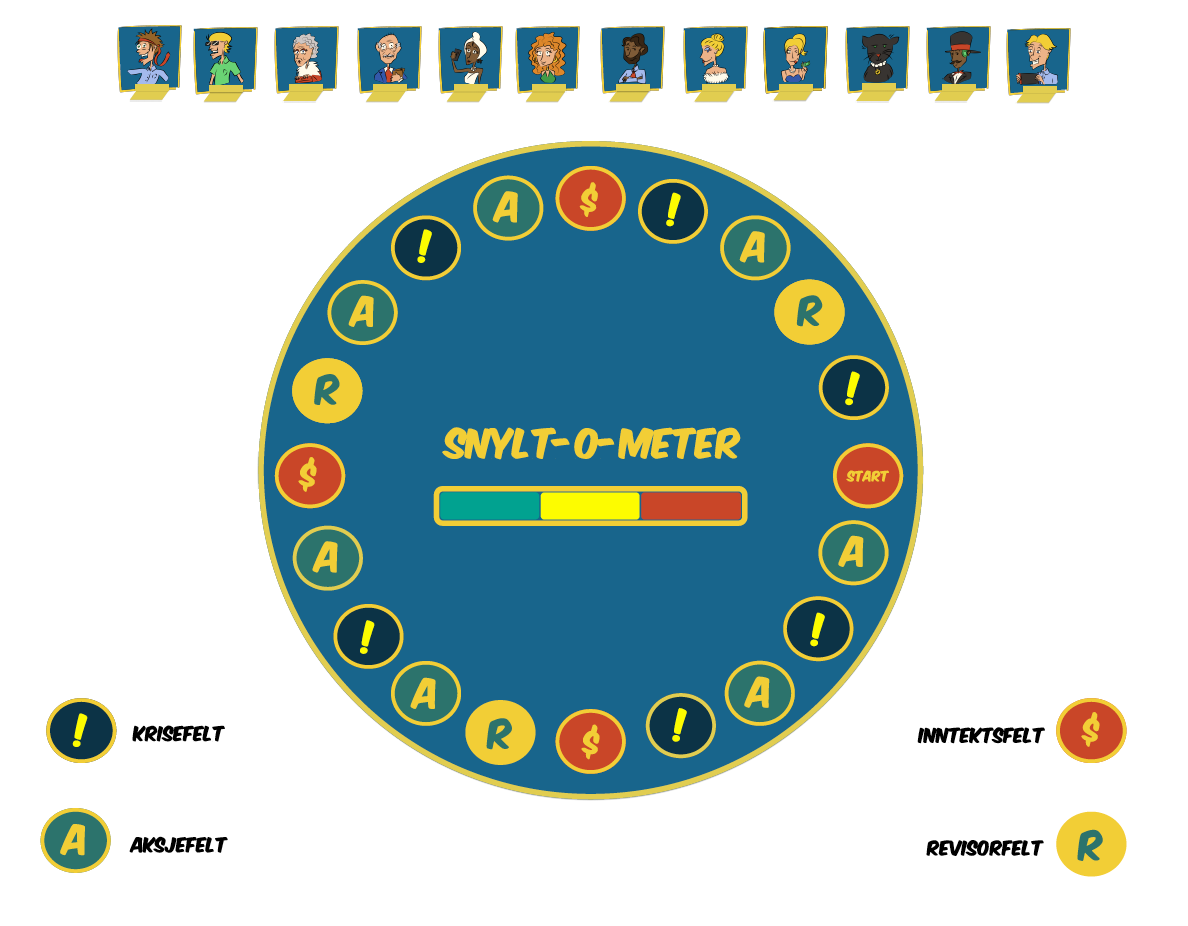 $
A
!
!
A
A
R
A
R
!
$
SNYLT-O-METER
START
A
A
!
!
A
A
R
$
!
! KRISEFELT
INNTEKTSFELT $
A AKSJEFELT
REVISORFELT R